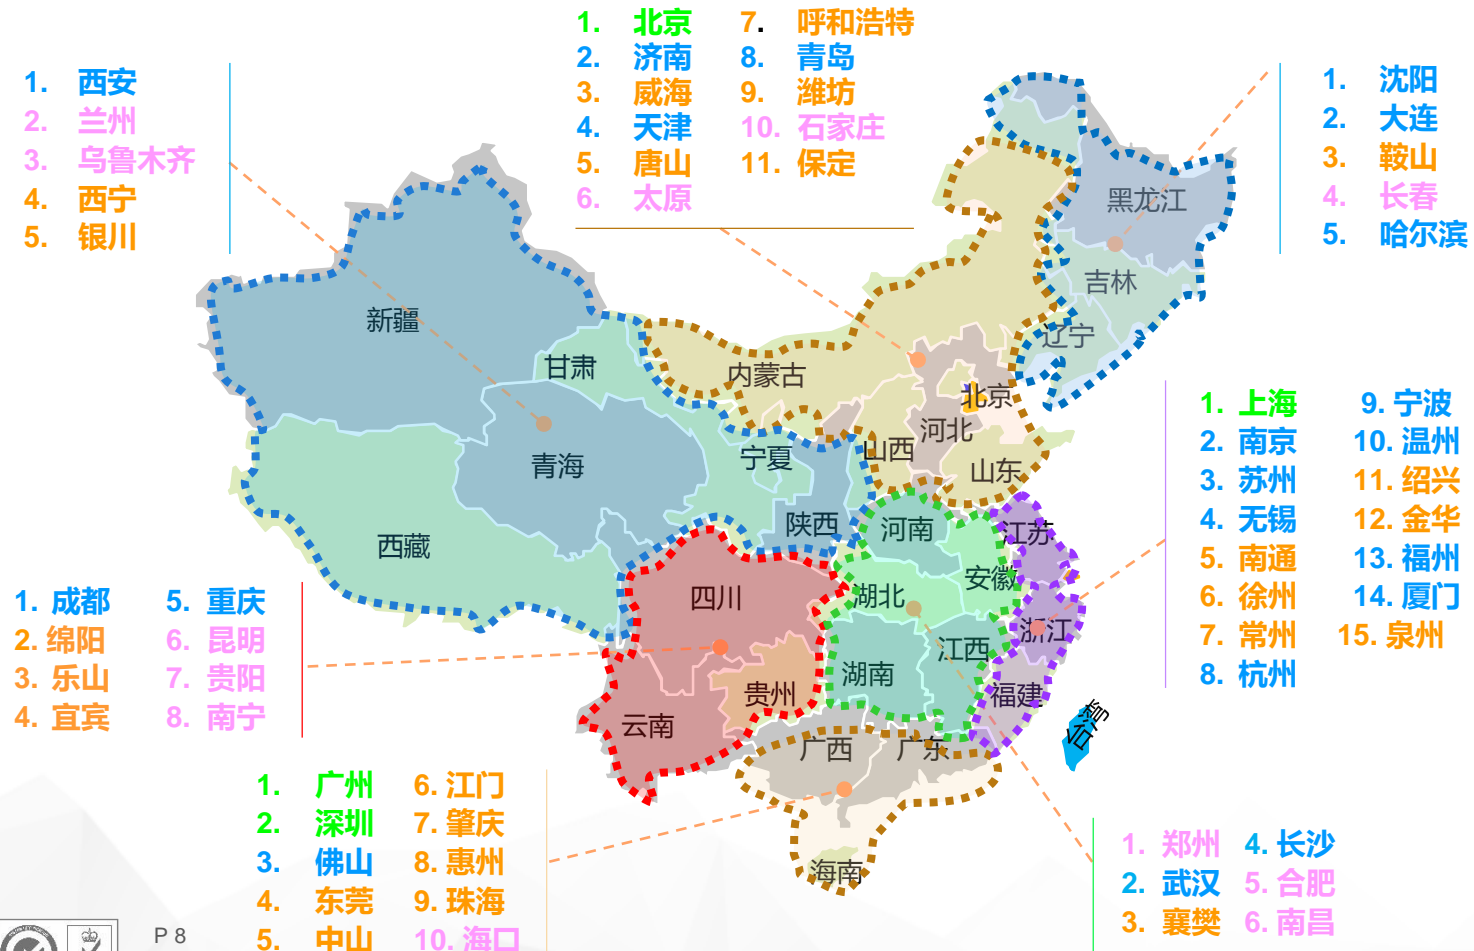 1. 北京 7. 呼和浩特
2. 济南 8. 青岛
3. 威海 9. 潍坊
4. 天津 10. 石家庄
5. 唐山 11. 保定
6. 太原
1. 西安
2. 兰州
3. 乌鲁木齐
4. 西宁
5. 银川
1. 沈阳
2. 大连
3. 鞍山
4. 长春
5. 哈尔滨
黑龙江
吉林
辽宁
新疆
甘肃
内蒙古
北京
河北
山西
山东
宁夏
青海
陕西
西藏
河南
江苏
安徽
湖北
四川
浙江
江西
湖南
贵州
福建
云南
广西
广东
台湾
海南
1. 上海 9. 宁波
2. 南京 10. 温州
3. 苏州 11. 绍兴
4. 无锡 12. 金华
5. 南通 13. 福州
6. 徐州 14. 厦门
7. 常州 15. 泉州
8. 杭州
1. 成都 5. 重庆
2. 绵阳 6. 昆明
3. 乐山 7. 贵阳
4. 宜宾 8. 南宁
1. 广州 6. 江门
2. 深圳 7. 肇庆
3. 佛山 8. 惠州
4. 东莞 9. 珠海
5. 中山 10. 海口
1. 郑州 4. 长沙
2. 武汉 5. 合肥
3. 襄樊 6. 南昌
P 8